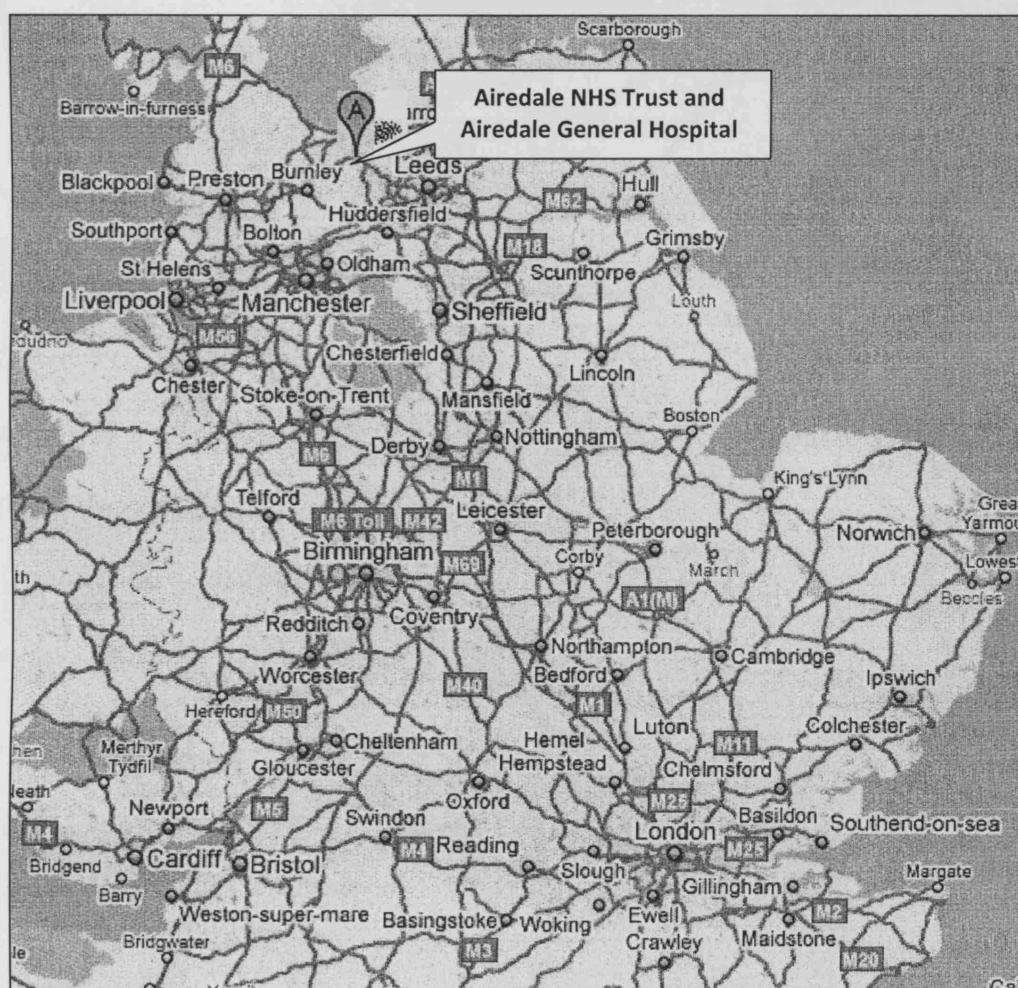 Scarborough
M6
Barrow-in-furness
A
Airedale NHS Trust and
Airedale General Hospital
Blackpool
Preston
Burnley
Leeds
M62
Hull
Southport
Bolton
Huddersfield
M18
Grimsby
St Helens
Oldham
Scunthorpe
Liverpool
Manchester
Sheffield
Louth
M56
Chesterfield
Chester
Lincoln
Stoke-on-Trent
Mansfield
Boston
Derby
Nottingham
M6
M1
King's Lynn
Telford
M6 Toll
M42
Leicester
Peterborough
Norwich
Grea
Yarmou
Birmingham
M69
Corby
March
Lowest
Beccles
Coventry
A1(M)
Redditch
Northampton
Cambridge
Worcester
Bedford
Ipswich
Hereford
M50
M40
M1
Cheltenham
Luton
Colchester
Merthyr
Tydfil
Gloucester
Hemel
Hempstead
M11
Chelmsford
Newport
M5
Oxford
M25
Swindon
London
Basildon
Southend-on-sea
M4
Bridgend
Cardiff
Bristol
M4
Reading
Slough
M25
Gillingham
Margate
Barry
Weston-super-mare
Basingstoke
Woking
Ewell
M2
Bridgwater
M3
Crawley
Maidstone
M20